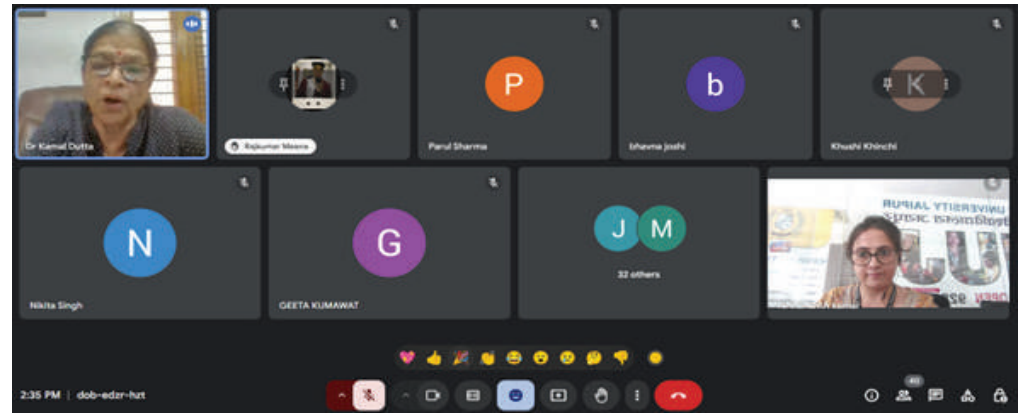 Dr Kamal Dutta
Rajkumar Meena
P
Parul Sharma
b
bhavna joshi
K
Khushi Khinchi
N
Nikita Singh
G
GEETA KUMAWAT
J M
32 others
UNIVERSITY JAIPUR
OPEN
2:35 PM | dob-edzr-hzt
40